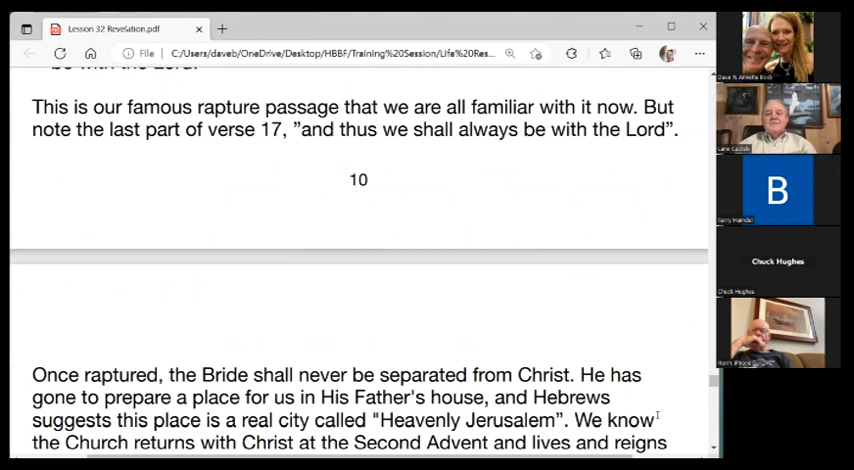 Lesson 32 Revelation.pdf
File
C:/Users/daveb/OneDrive/Desktop/HBBF/Training%20Session/Life%20Res...
This is our famous rapture passage that we are all familiar with it now. But
note the last part of verse 17, ”and thus we shall always be with the Lord”.
10
Once raptured, the Bride shall never be separated from Christ. He has
gone to prepare a place for us in His Father's house, and Hebrews
suggests this place is a real city called "Heavenly Jerusalem”. We know
the Church returns with Christ at the Second Advent and lives and reigns
B
Chuck Hughes
Chuck Hughes
Ron's iPhone